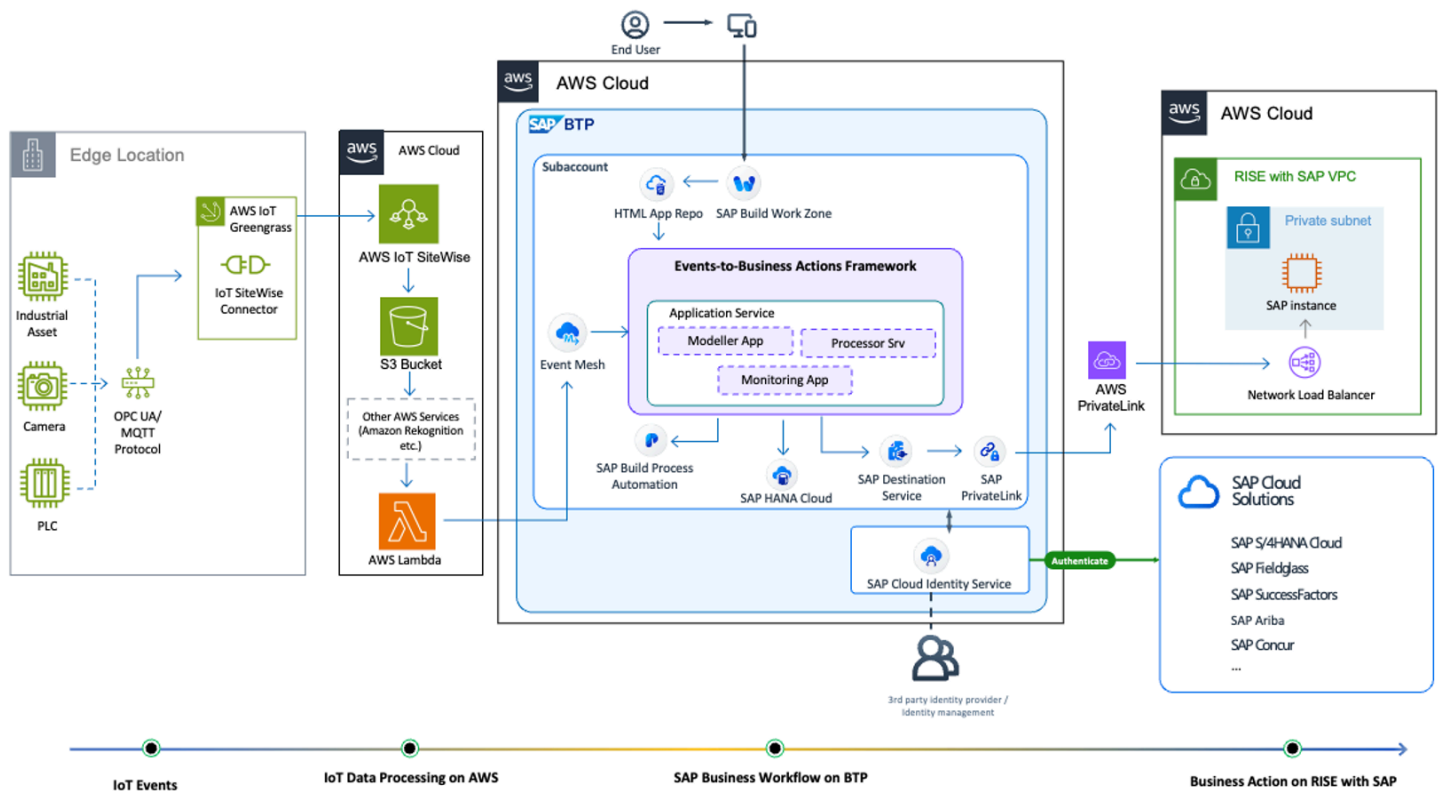 End User
Edge Location
AWS IoT
Greengrass
IoT SiteWise
Connector
Industrial
Asset
Camera
PLC
OPC UA/
MQTT
Protocol
aws
AWS Cloud
AWS IoT SiteWise
S3 Bucket
Other AWS Services
(Amazon Rekognition
etc.)
AWS Lambda
aws
AWS Cloud
SAP BTP
Subaccount
HTML App Repo
SAP Build Work Zone
Events-to-Business Actions Framework
Application Service
Modeller App
Processor Srv
Monitoring App
M
Event Mesh
SAP Build Process
Automation
SAP HANA Cloud
SAP Destination
Service
SAP
PrivateLink
SAP Cloud Identity Service
Authenticate
3rd party identity provider /
Identity management
AWS
PrivateLink
aws
AWS Cloud
RISE with SAP VPC
Private subnet
SAP instance
Network Load Balancer
SAP Cloud
Solutions
SAP S/4HANA Cloud
SAP Fieldglass
SAP SuccessFactors
SAP Ariba
SAP Concur
...
IoT Events
IoT Data Processing on AWS
SAP Business Workflow on BTP
Business Action on RISE with SAP